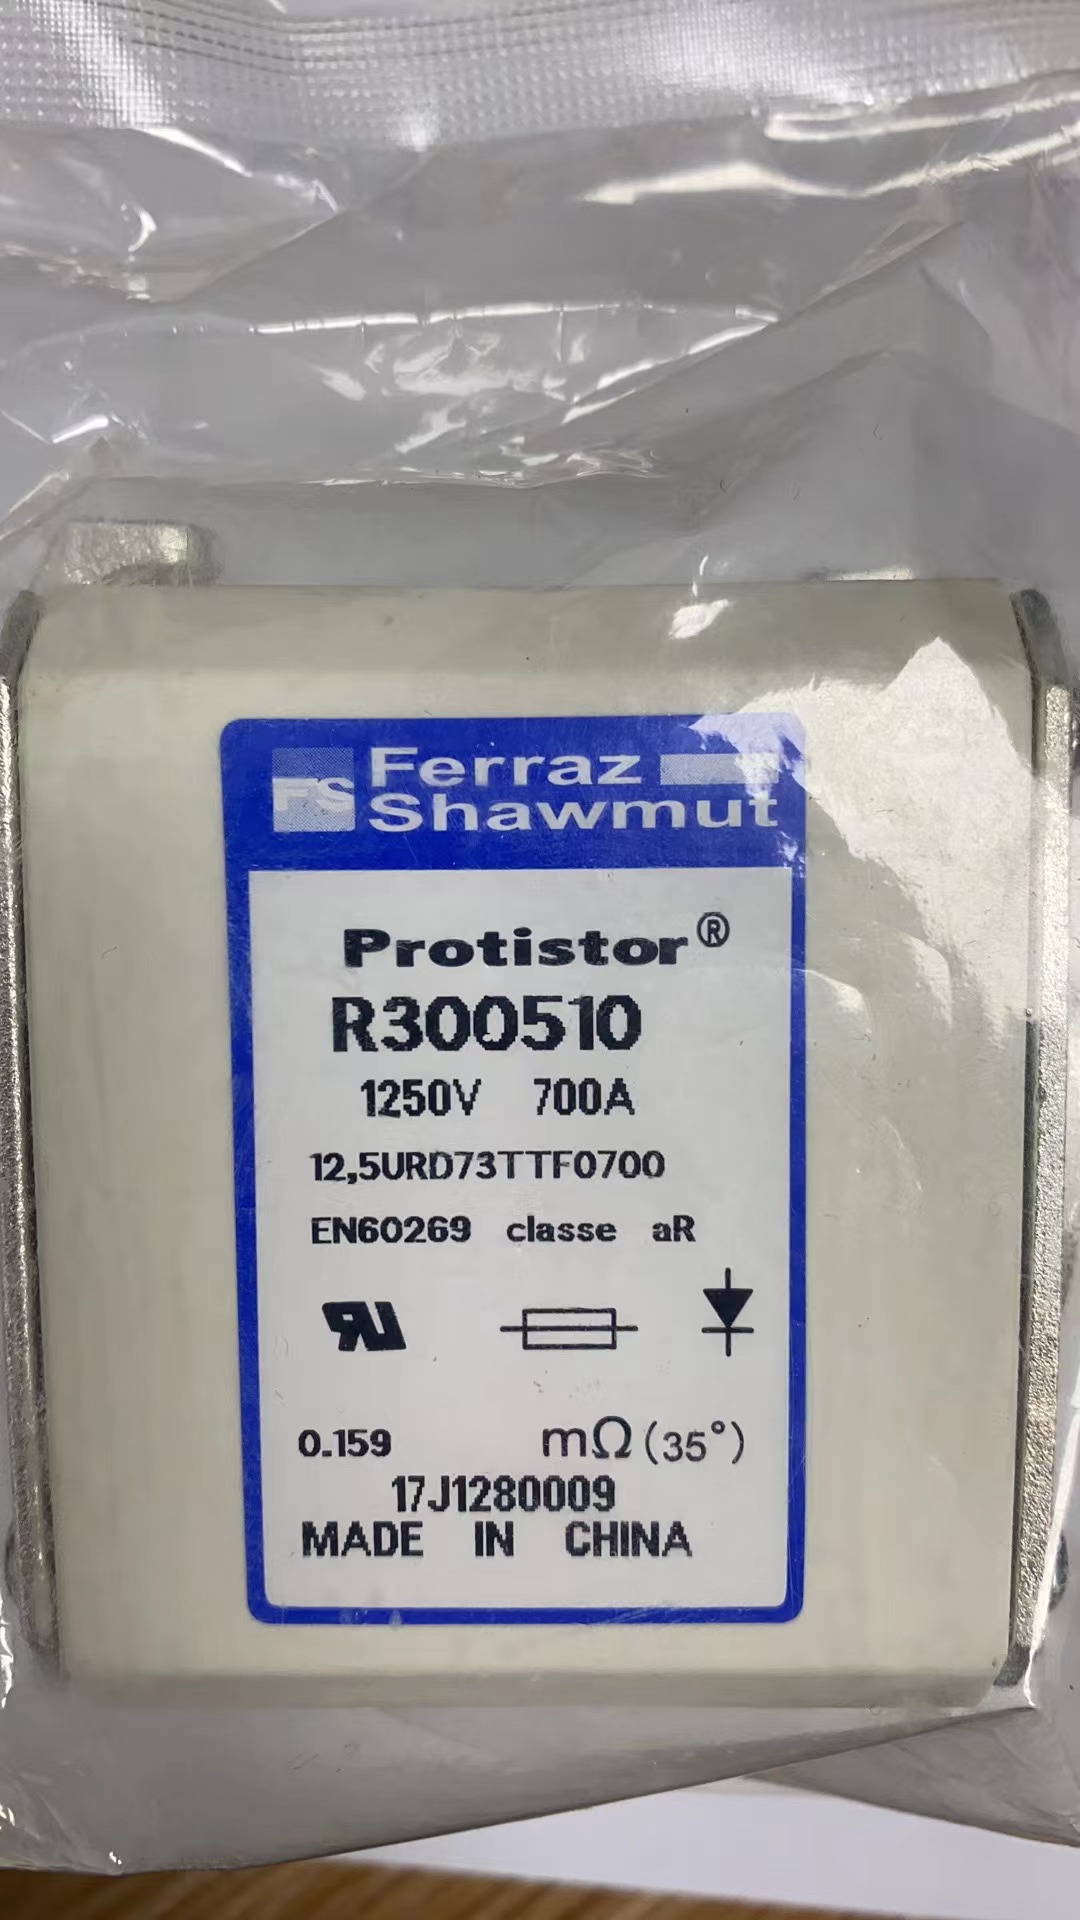 FS Ferraz
Shawmut
Protistor®
R300510
1250V 700A
12,5URD73TTF0700
EN60269 classe aR
RU
0.159 mΩ (35°)
17J1280009
MADE IN CHINA